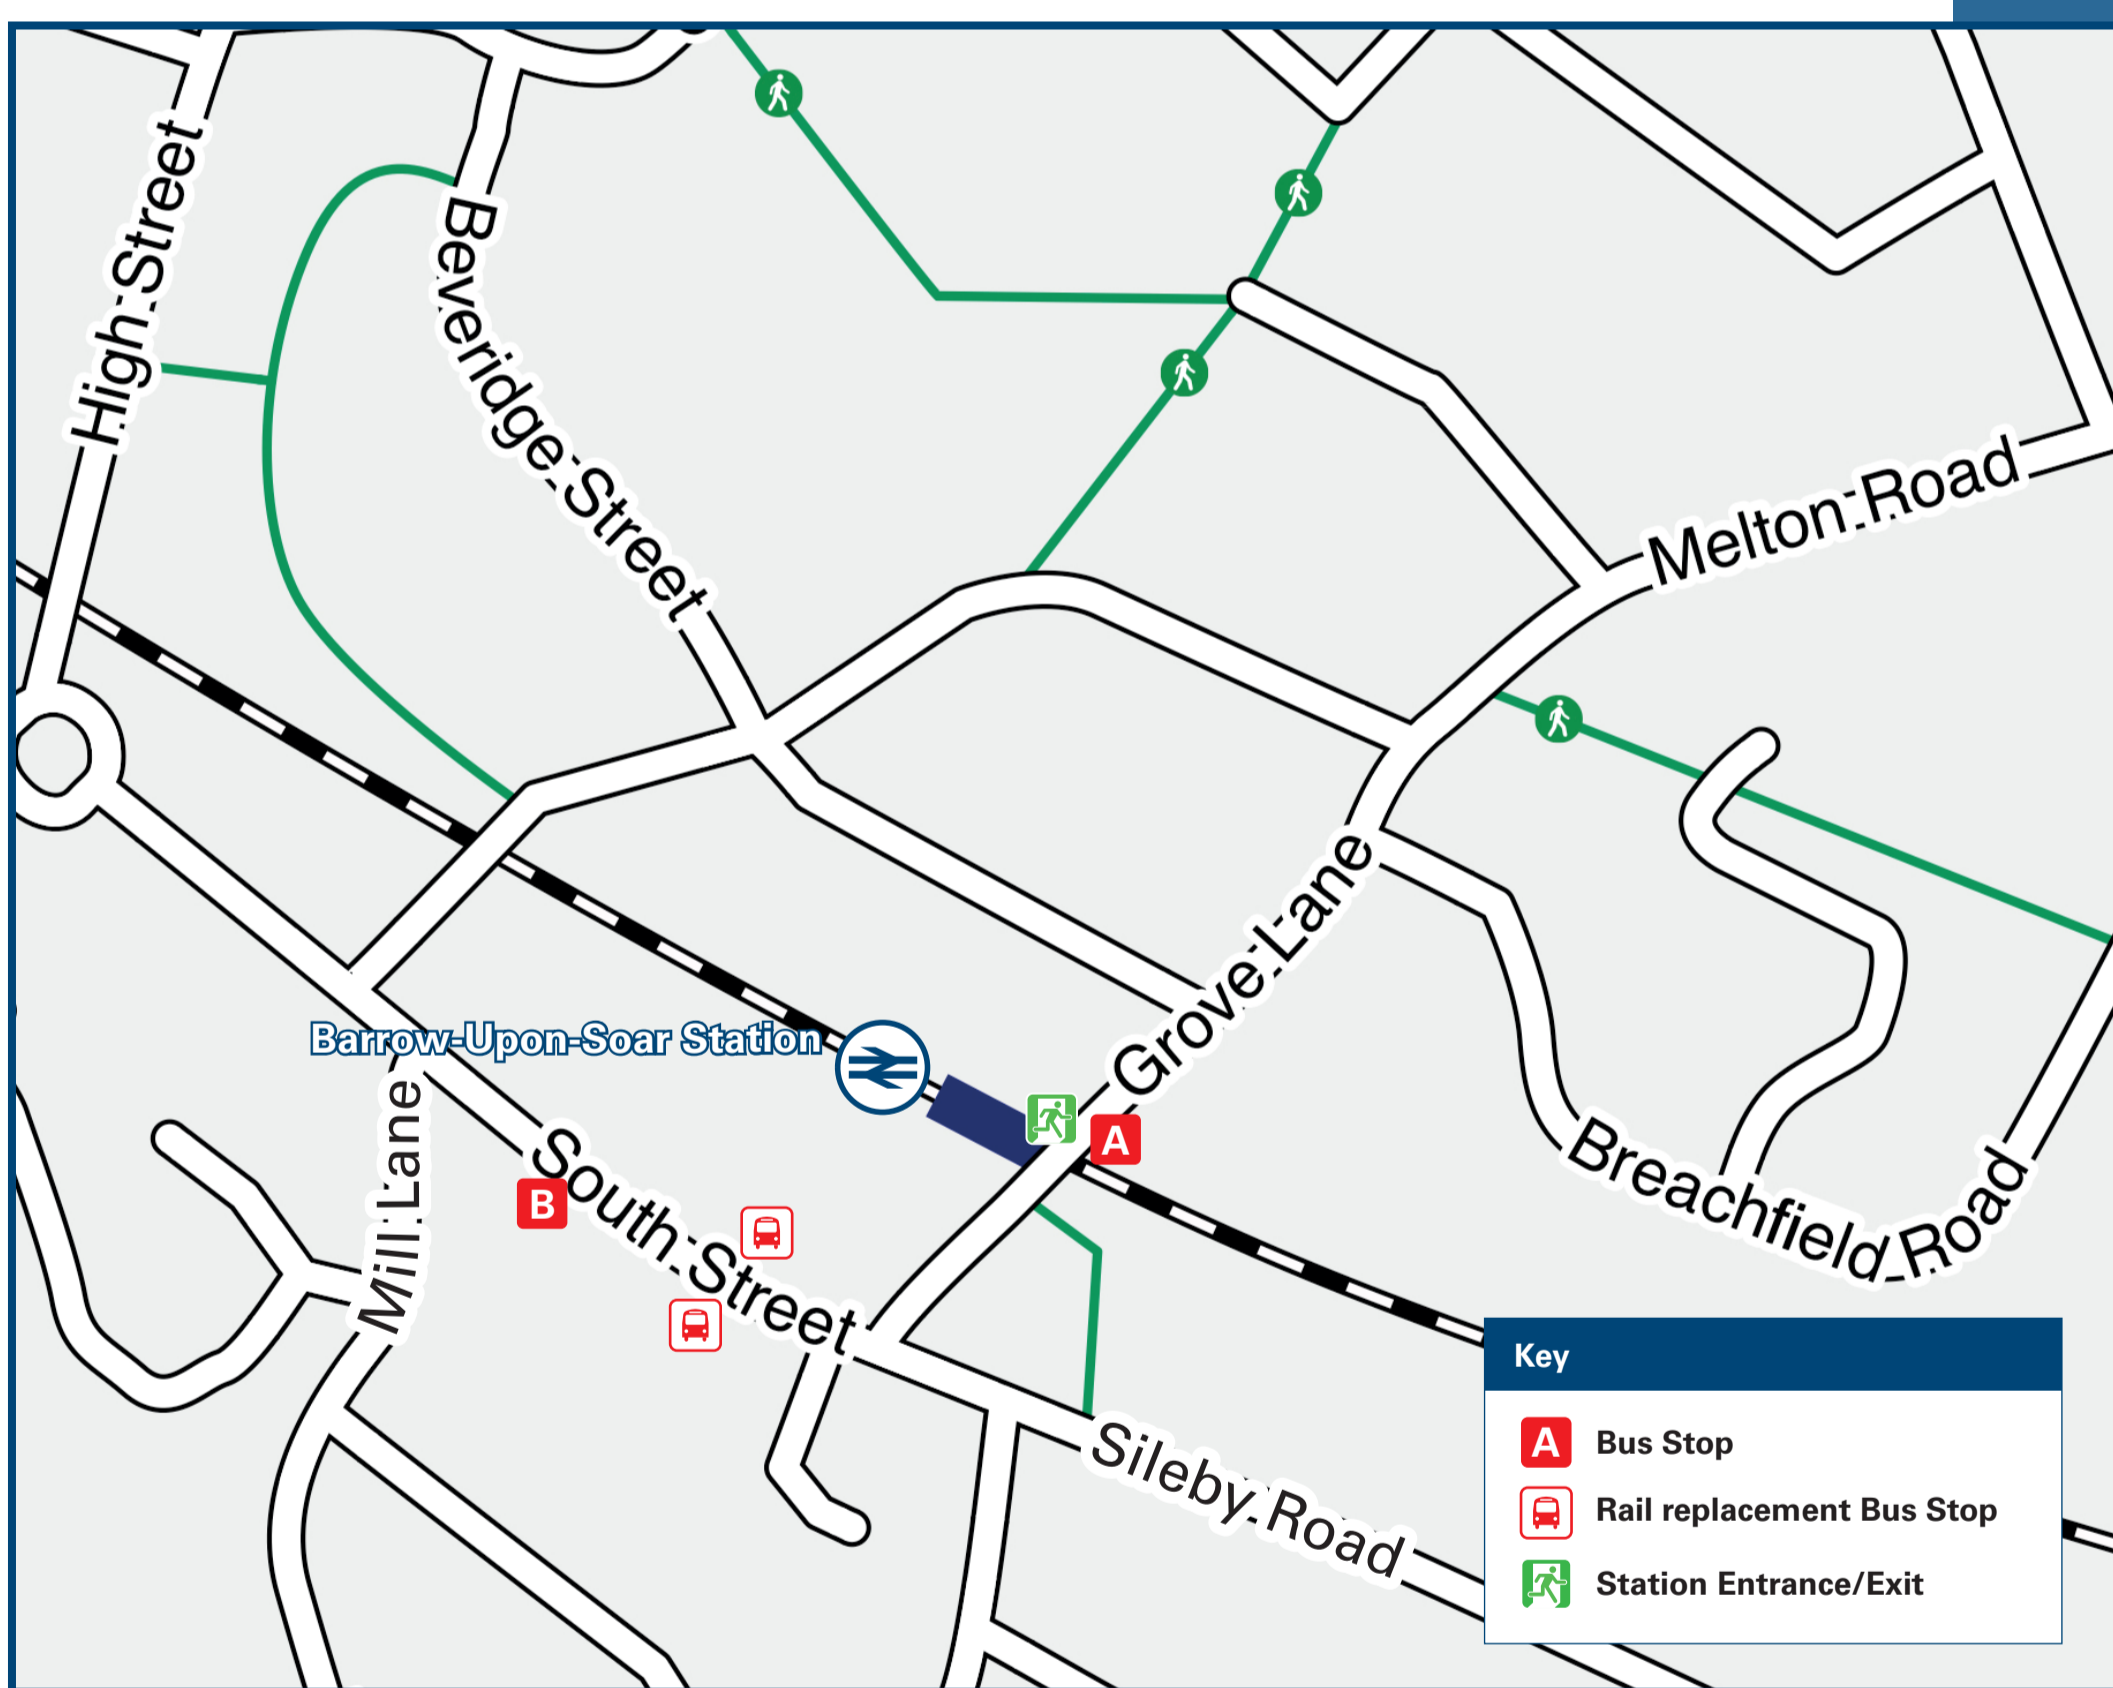 High Street
Beveridge Street
Melton Road
Grove Lane
Barrow-Upon-Soar Station
A
Mill Lane
South Street
B
Breachfield Road
Sileby Road
Key
A Bus Stop
Rail replacement Bus Stop
Station Entrance/Exit